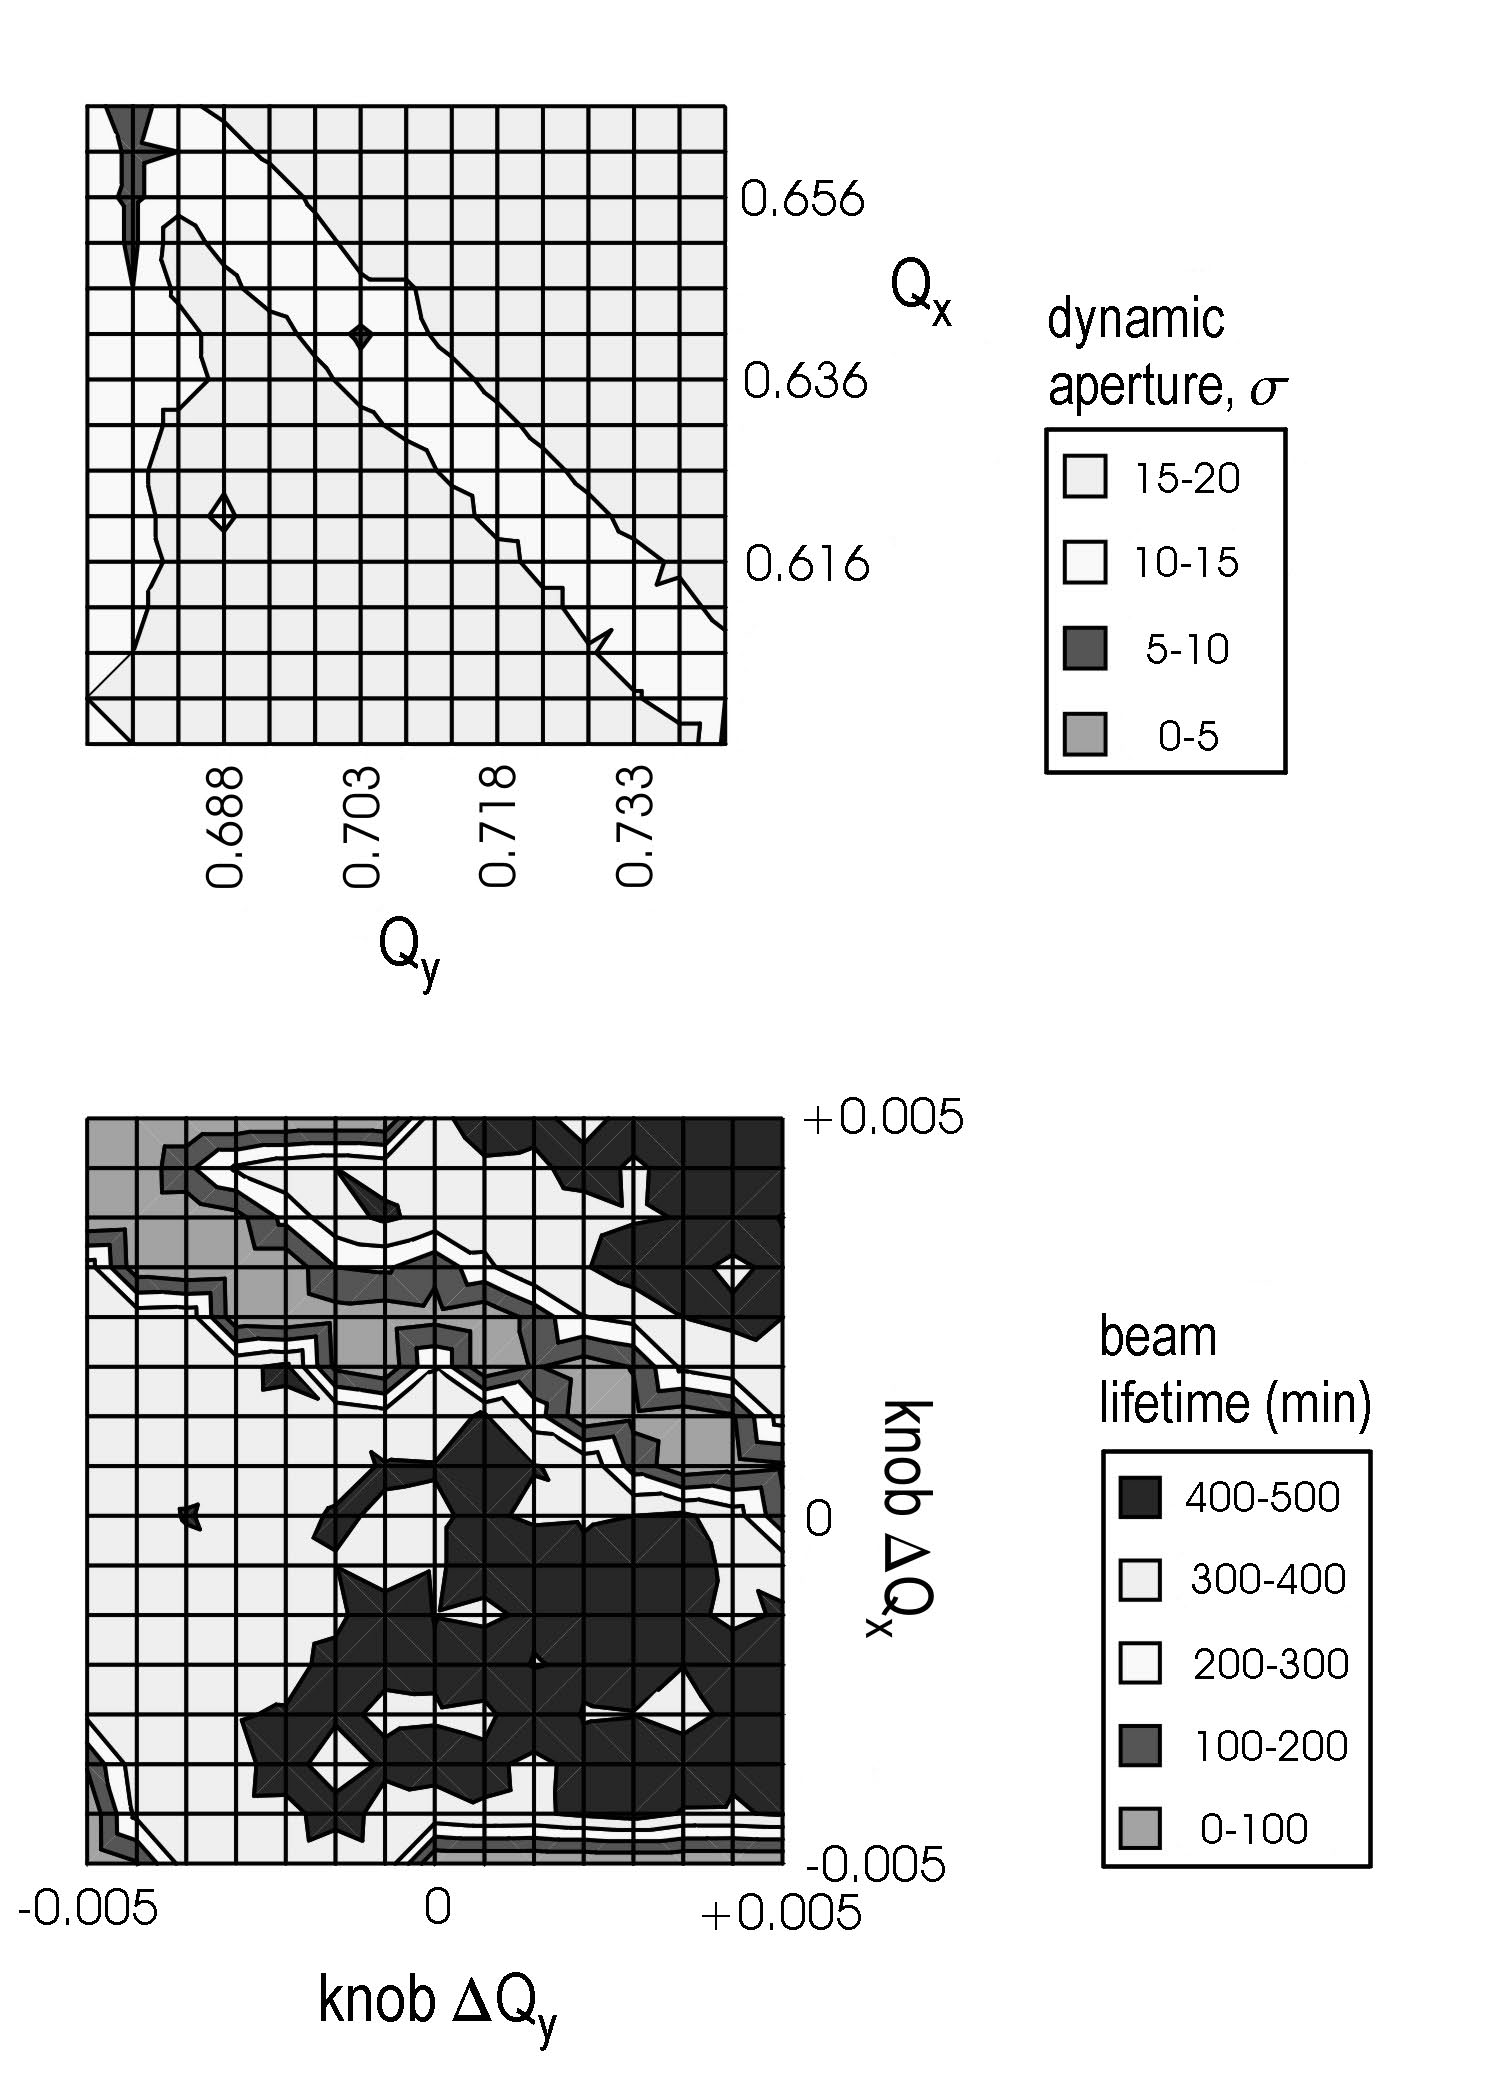 0.656
Qx
0.636
0.616
0.688
0.703
0.718
0.733
Qy
dynamic
aperture, σ
15-20
10-15
5-10
0-5
+0.005
knob ΔQx
0
-0.005
-0.005
0
+0.005
knob ΔQy
beam
lifetime (min)
400-500
300-400
200-300
100-200
0-100